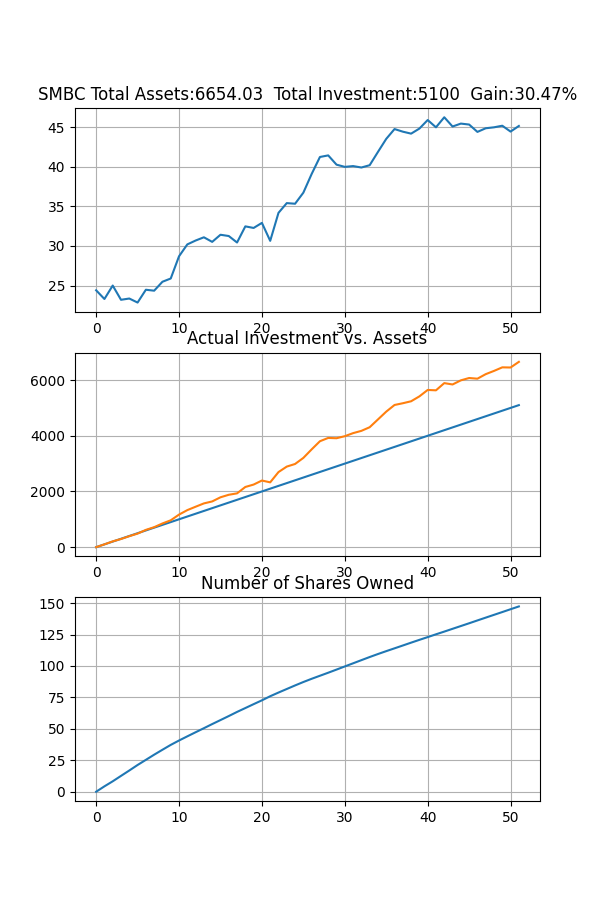 SMBC Total Assets:6654.03  Total Investment:5100  Gain:30.47%
45
40
35
30
25
0 10 20 30 40 50
Actual Investment vs. Assets
6000
4000
2000
0
0 10 20 30 40 50
Number of Shares Owned
150
125
100
75
50
25
0
0 10 20 30 40 50